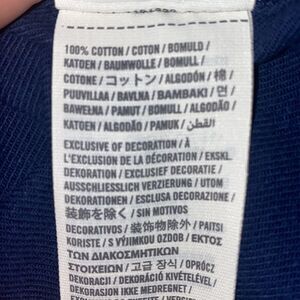 100% COTTON / COTON / BOMULD /
KATOEN / BAUMWOLLE / BOMULL /
COTONE / コットン / ALGODÓN / 棉 /
PUUVILLAA / BAVLNA / ΒΑΜΒΑΚΙ / 면 /
BAWEŁNA / PAMUT / BOMULL / ALGODÃO
KATOEN / ALGODÃO / PAMUK / القطن /
EXCLUSIVE OF DECORATION / À
L'EXCLUSION DE LA DÉCORATION / EKSKL.
DEKORATION / EXCLUSIEF DECORATIE /
AUSSCHLIESSLICH VERZIERUNG / UTOM
DEKORATIONEN / ESCLUSA DECORAZIONE /
装飾を除く / SIN MOTIVOS
DECORATIVOS / 装饰物除外 / PAITSI
KORISTE / S VÝJIMKOU OZDOB / ΕΚΤΟΣ
ΤΩΝ ΔΙΑΚΟΣΜΗΤΙΚΩΝ
ΣΤΟΙΧΕΙΩΝ / 고급 장식 / OPRÓCZ
DEKORACJI / DEKORÁCIÓ KIVÉTELÉVEL /
DEKORASJON IKKE MEDREGNET /